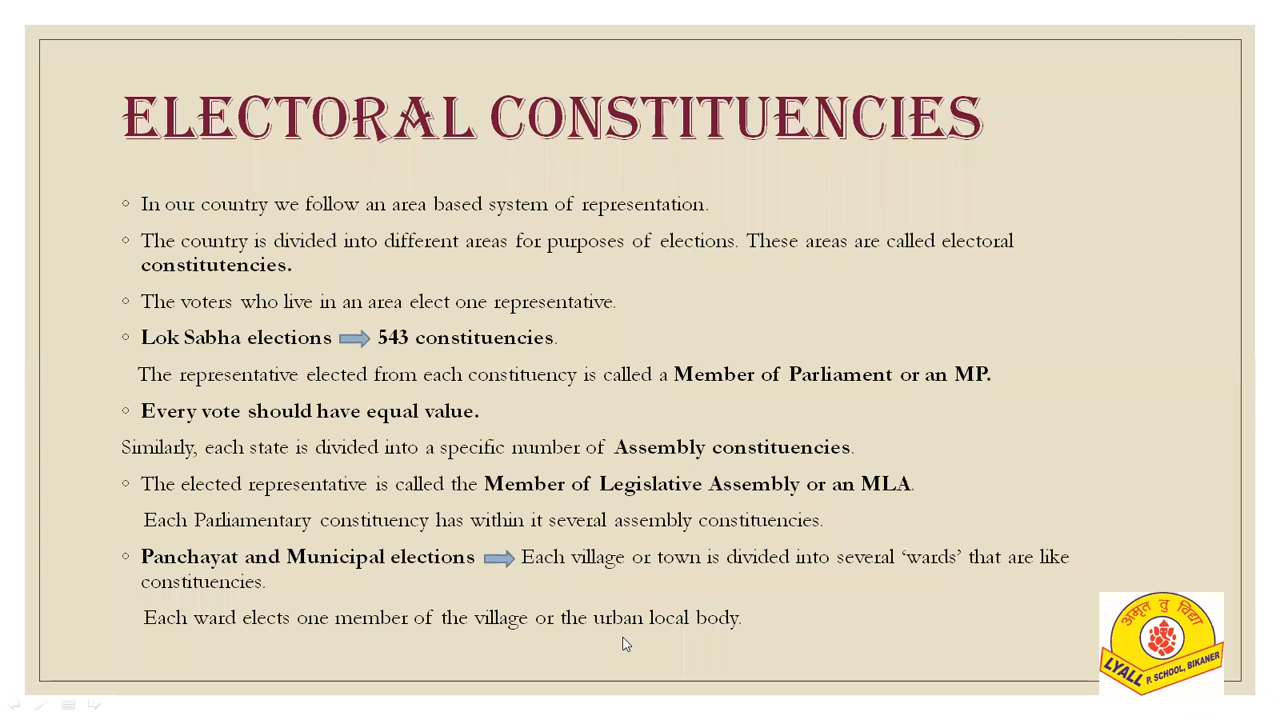 ELECTORAL CONSTITUENCIES
◦ In our country we follow an area based system of representation.
◦ The country is divided into different areas for purposes of elections. These areas are called electoral
constitutencies.
◦ The voters who live in an area elect one representative.
◦ Lok Sabha elections ➡ 543 constituencies.
The representative elected from each constituency is called a Member of Parliament or an MP.
◦ Every vote should have equal value.
Similarly, each state is divided into a specific number of Assembly constituencies.
◦ The elected representative is called the Member of Legislative Assembly or an MLA.
Each Parliamentary constituency has within it several assembly constituencies.
◦ Panchayat and Municipal elections ➡ Each village or town is divided into several ‘wards’ that are like
constituencies.
Each ward elects one member of the village or the urban local body.
अमृत तु विद्या
LYALL P. SCHOOL, BIKANER